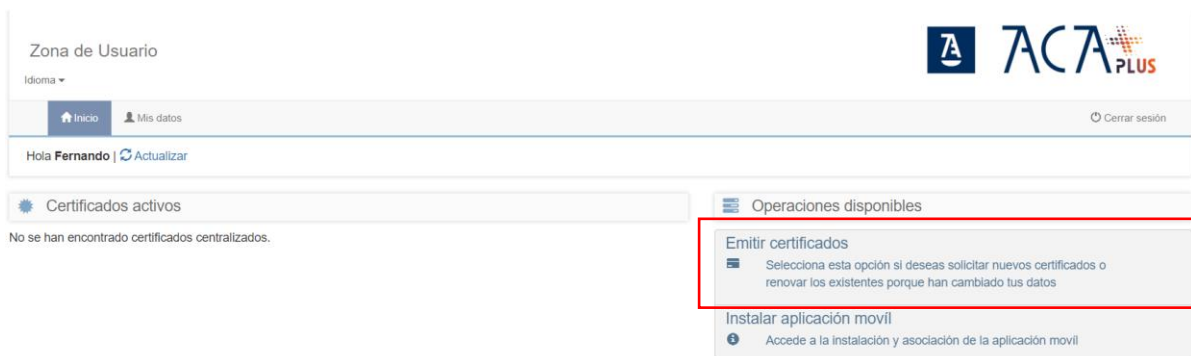 Zona de Usuario
ACA PLUS
Idioma
Inicio
Mis datos
Cerrar sesión
Hola Fernando | Actualizar
Certificados activos
Operaciones disponibles
No se han encontrado certificados centralizados.
Emitir certificados
Selecciona esta opción si deseas solicitar nuevos certificados o
renovar los existentes porque han cambiado tus datos
Instalar aplicación movíl
Accede a la instalación y asociación de la aplicación movíl